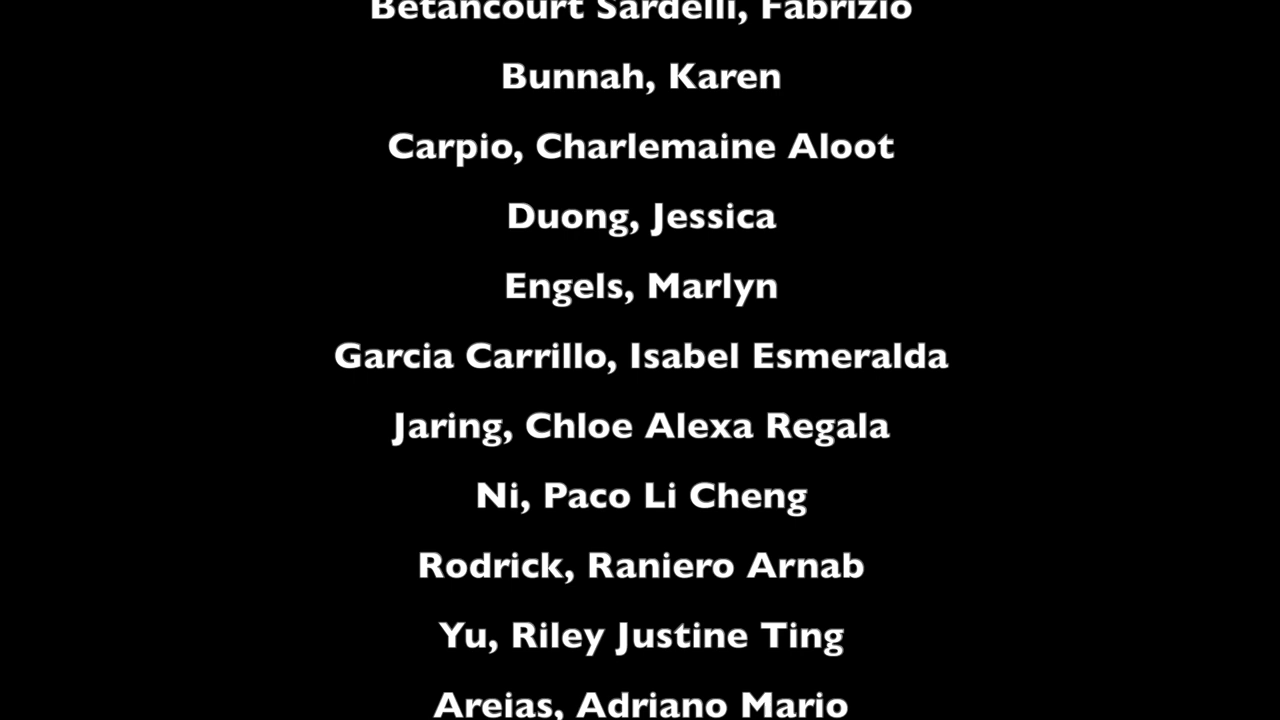 Betancourt Sardelli, Fabrizio
Bunnah, Karen
Carpio, Charlemaine Aloot
Duong, Jessica
Engels, Marlyn
Garcia Carrillo, Isabel Esmeralda
Jaring, Chloe Alexa Regala
Ni, Paco Li Cheng
Rodrick, Raniero Arnab
Yu, Riley Justine Ting
Areias, Adriano Mario